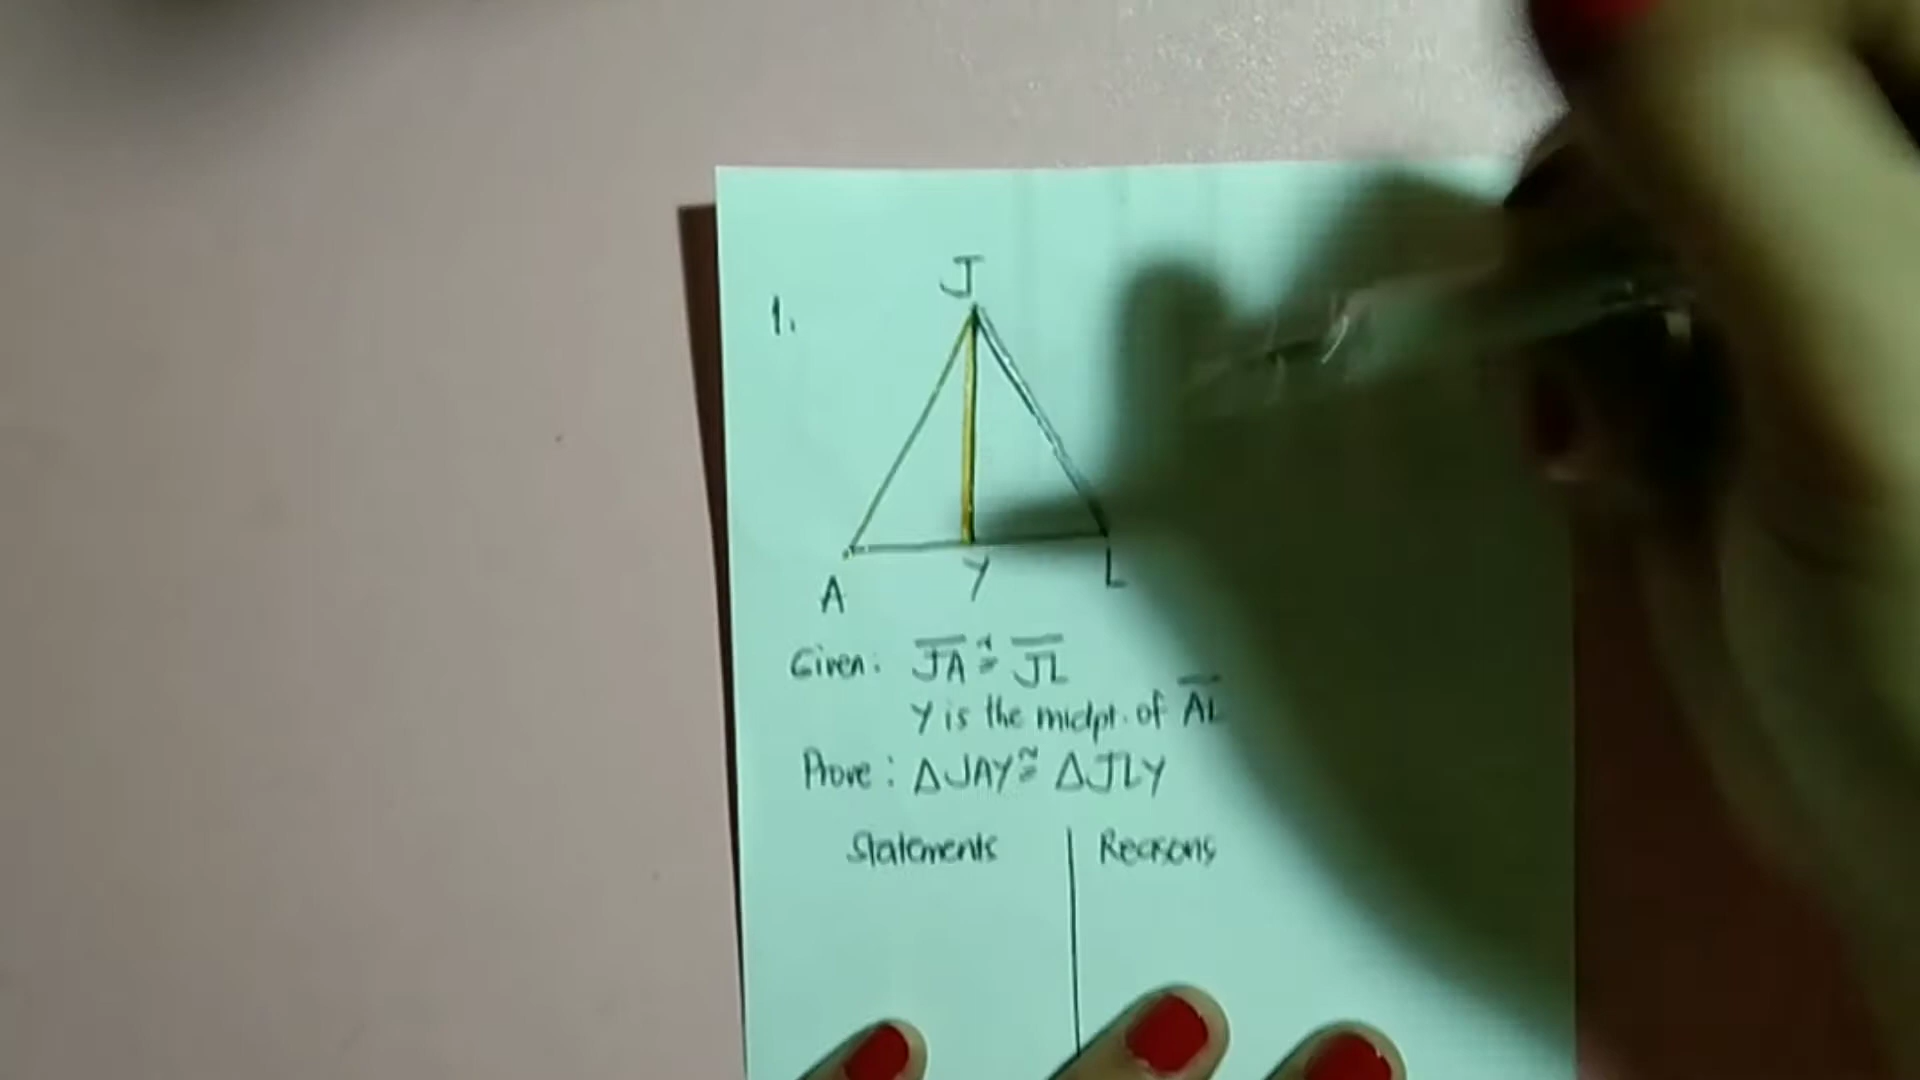 J
1.
A Y L
Given: JA ≅ JL
Y is the midpt. of AL
Prove: △JAY ≅ △JLY
Statements Reasons